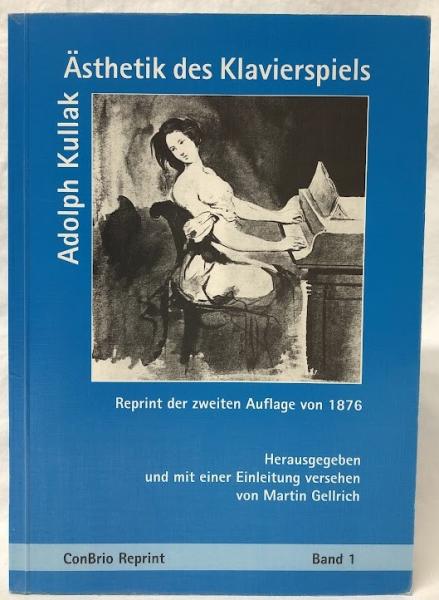 Adolph Kullak
Ästhetik des Klavierspiels
Reprint der zweiten Auflage von 1876
Herausgegeben
und mit einer Einleitung versehen
von Martin Gellrich
ConBrio Reprint
Band 1